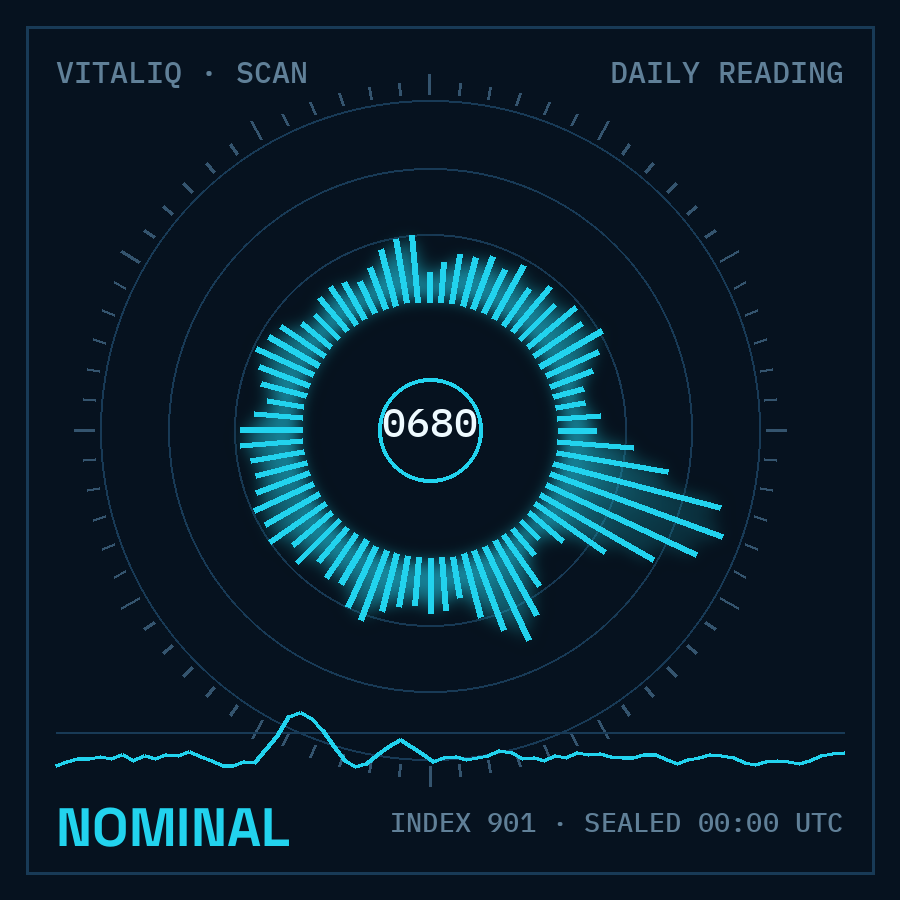 VITALIQ · SCAN
DAILY READING
0680
NOMINAL
INDEX 901 · SEALED 00:00 UTC